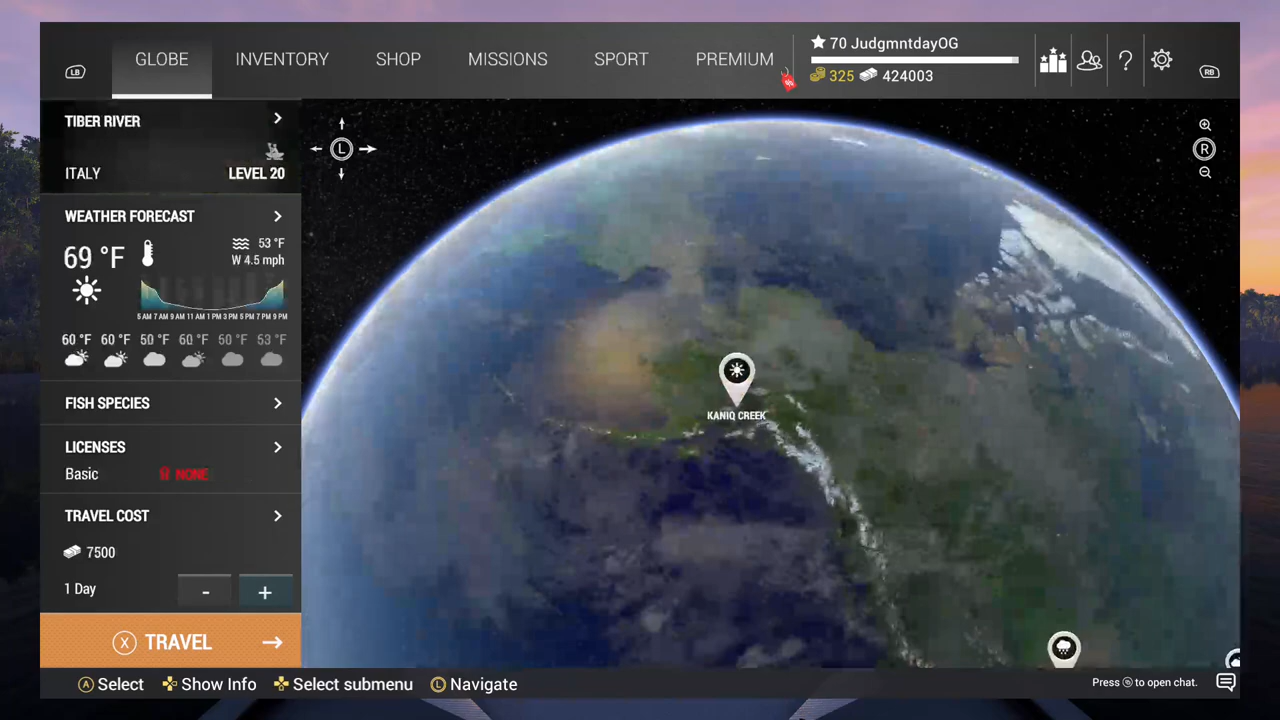 LB
GLOBE
INVENTORY
SHOP
MISSIONS
SPORT
PREMIUM
70 JudgmntdayOG
325 424003
?
RB
TIBER RIVER
ITALY LEVEL 20
WEATHER FORECAST
69 °F
53 °F
W 4.5 mph
5 AM 7 AM 9 AM 11 AM 1 PM 3 PM 5 PM 7 PM 9 PM
60 °F 60 °F 50 °F 60 °F 50 °F 53 °F
FISH SPECIES
LICENSES
Basic NONE
TRAVEL COST
7500
1 Day - +
X TRAVEL
L
R
KANIQ CREEK
A Select Show Info Select submenu L Navigate
Press to open chat.